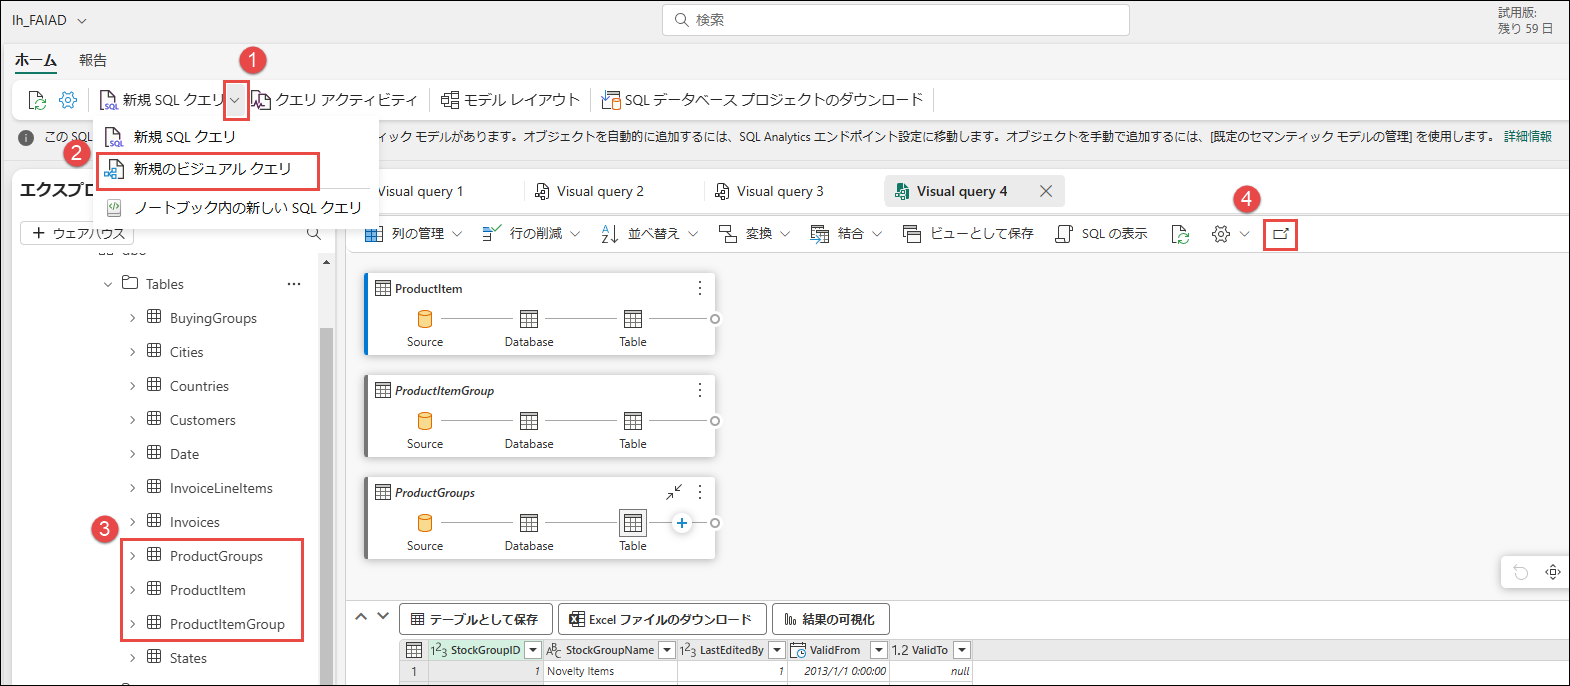 lh_FAIAD
検索
試用版:
残り 59 日
ホーム 報告
1
新規 SQL クエリ クエリ アクティビティ モデル レイアウト SQL データベース プロジェクトのダウンロード
新規 SQL クエリ
この SQL ィック モデルがあります。オブジェクトを自動的に追加するには、SQL Analytics エンドポイント設定に移動します。オブジェクトを手動で追加するには、[既定のセマンティック モデルの管理] を使用します。 詳細情報
2
新規のビジュアル クエリ
ノートブック内の新しい SQL クエリ
エクスプロ
Visual query 1 Visual query 2 Visual query 3 Visual query 4
4
+ ウェアハウス
列の管理 行の削減 並べ替え 変換 結合 ビューとして保存 SQL の表示
Tables
BuyingGroups
Cities
Countries
Customers
Date
InvoiceLineItems
Invoices
3
ProductGroups
ProductItem
ProductItemGroup
States
ProductItem
Source Database Table
ProductItemGroup
Source Database Table
ProductGroups
Source Database Table
テーブルとして保存 Excel ファイルのダウンロード 結果の可視化
1²3 StockGroupID ABC StockGroupName 1²3 LastEditedBy ValidFrom 1.2 ValidTo
1 1 Novelty Items 1 2013/1/1 0:00:00 null